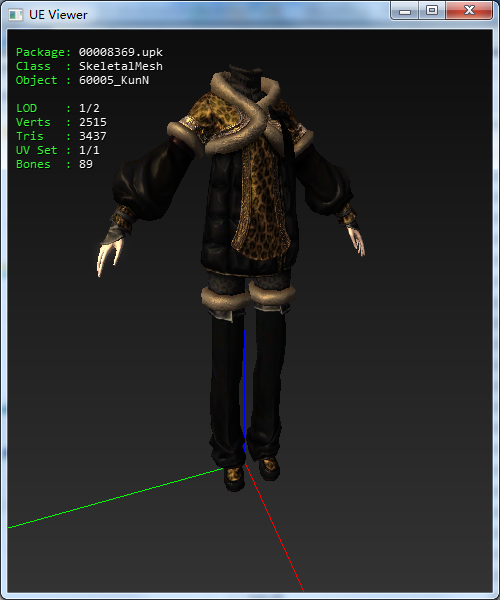 UE Viewer
Package: 00008369.upk
Class  : SkeletalMesh
Object : 60005_KunN
LOD    : 1/2
Verts  : 2515
Tris   : 3437
UV Set : 1/1
Bones  : 89